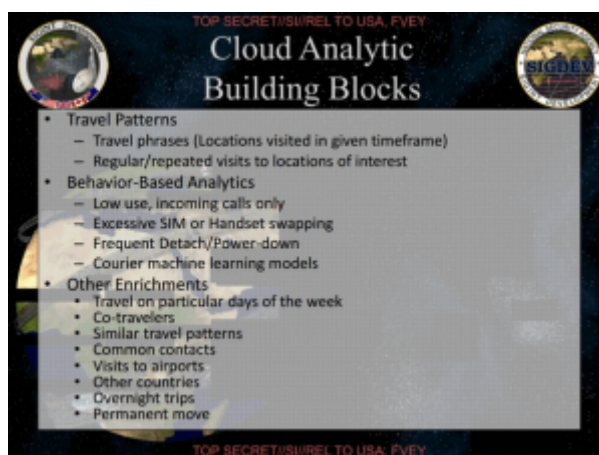 TOP SECRET//SI//REL TO USA, FVEY
Cloud Analytic
Building Blocks
SIGDEV
• Travel Patterns
– Travel phrases (Locations visited in given timeframe)
– Regular/repeated visits to locations of interest
• Behavior-Based Analytics
– Low use, incoming calls only
– Excessive SIM or Handset swapping
– Frequent Detach/Power-down
– Courier machine learning models
• Other Enrichments
• Travel on particular days of the week
• Co-travelers
• Similar travel patterns
• Common contacts
• Visits to airports
• Other countries
• Overnight trips
• Permanent move
TOP SECRET//SI//REL TO USA, FVEY